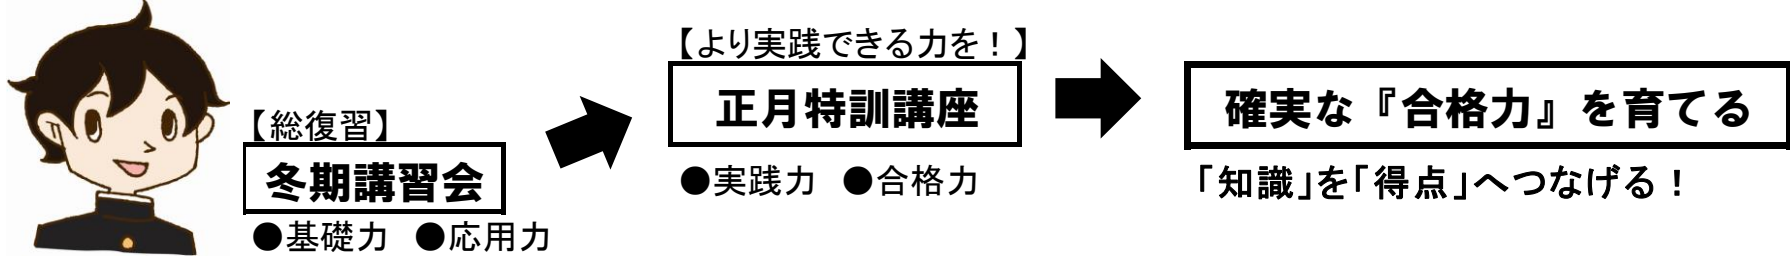 【総復習】
冬期講習会
●基礎力 ●応用力
【より実践できる力を！】
正月特訓講座
●実践力 ●合格力
確実な『合格力』を育てる
「知識」を「得点」へつなげる！